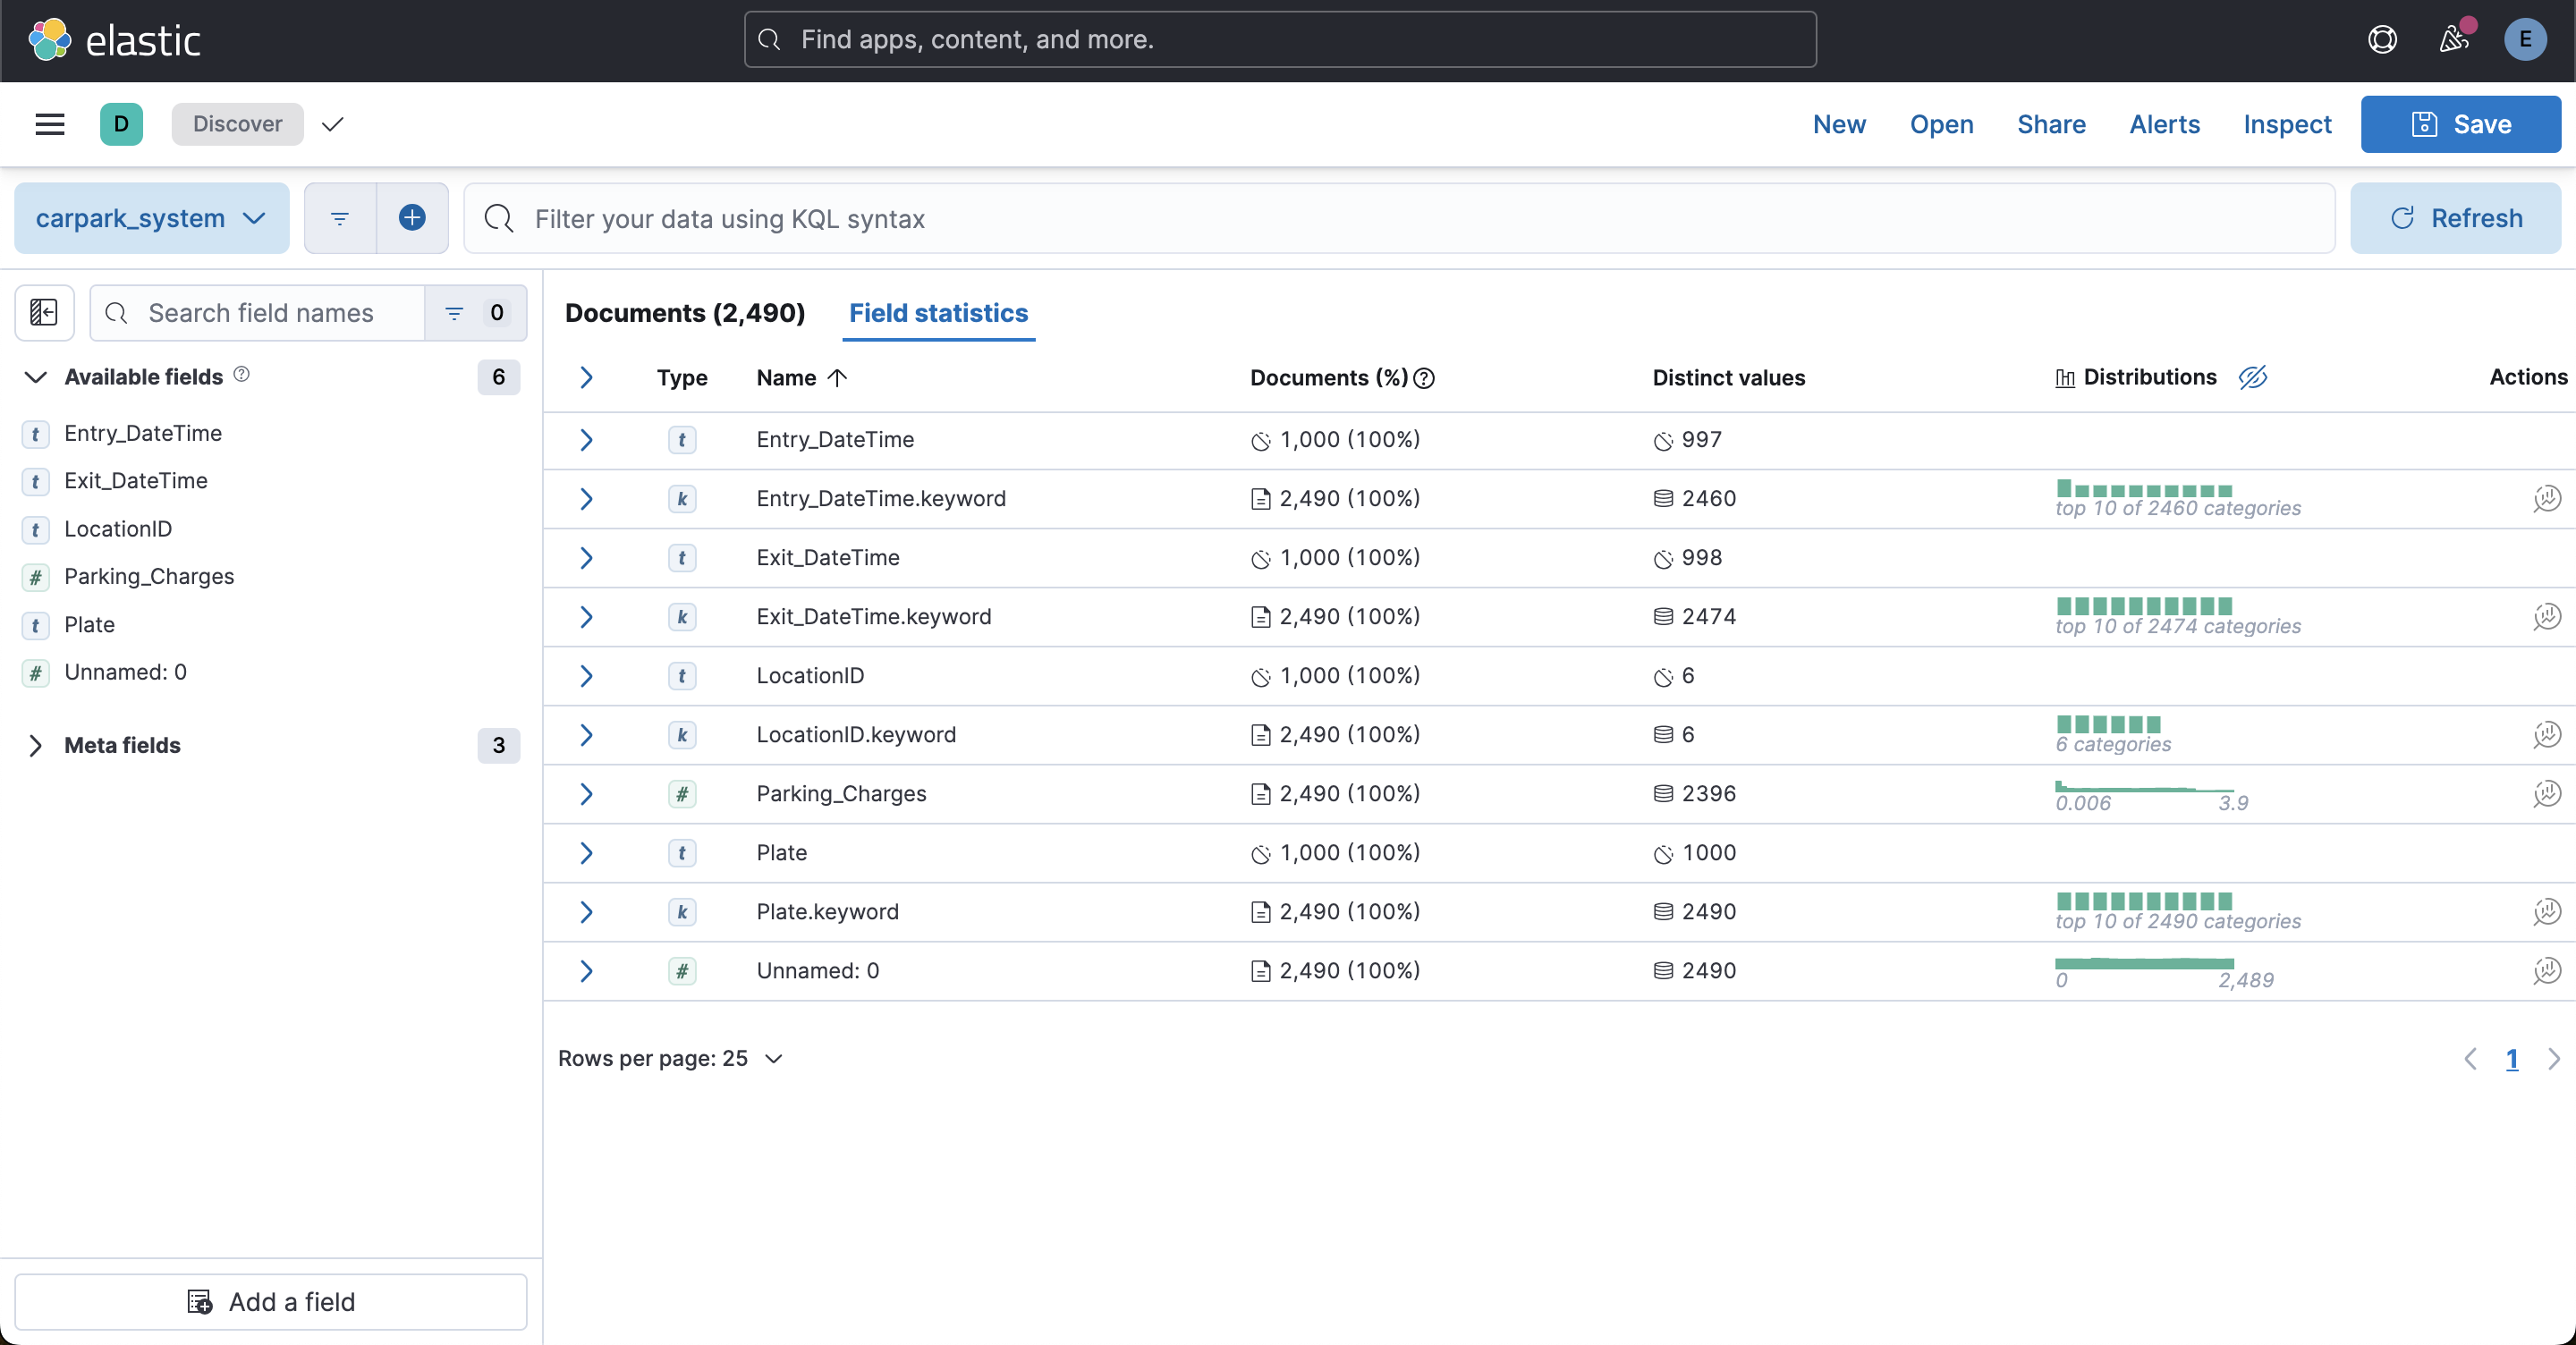 elastic
Find apps, content, and more.
E
D
Discover
New
Open
Share
Alerts
Inspect
Save
carpark_system
Filter your data using KQL syntax
Refresh
Search field names
0
Available fields
6
t Entry_DateTime
t Exit_DateTime
t LocationID
# Parking_Charges
t Plate
# Unnamed: 0
Meta fields
3
Add a field
Documents (2,490)
Field statistics
Type Name Documents (%) Distinct values Distributions Actions
t Entry_DateTime 1,000 (100%) 997
k Entry_DateTime.keyword 2,490 (100%) 2460
top 10 of 2460 categories
t Exit_DateTime 1,000 (100%) 998
k Exit_DateTime.keyword 2,490 (100%) 2474
top 10 of 2474 categories
t LocationID 1,000 (100%) 6
k LocationID.keyword 2,490 (100%) 6
6 categories
# Parking_Charges 2,490 (100%) 2396
0.006 3.9
t Plate 1,000 (100%) 1000
k Plate.keyword 2,490 (100%) 2490
top 10 of 2490 categories
# Unnamed: 0 2,490 (100%) 2490
0 2,489
Rows per page: 25
1